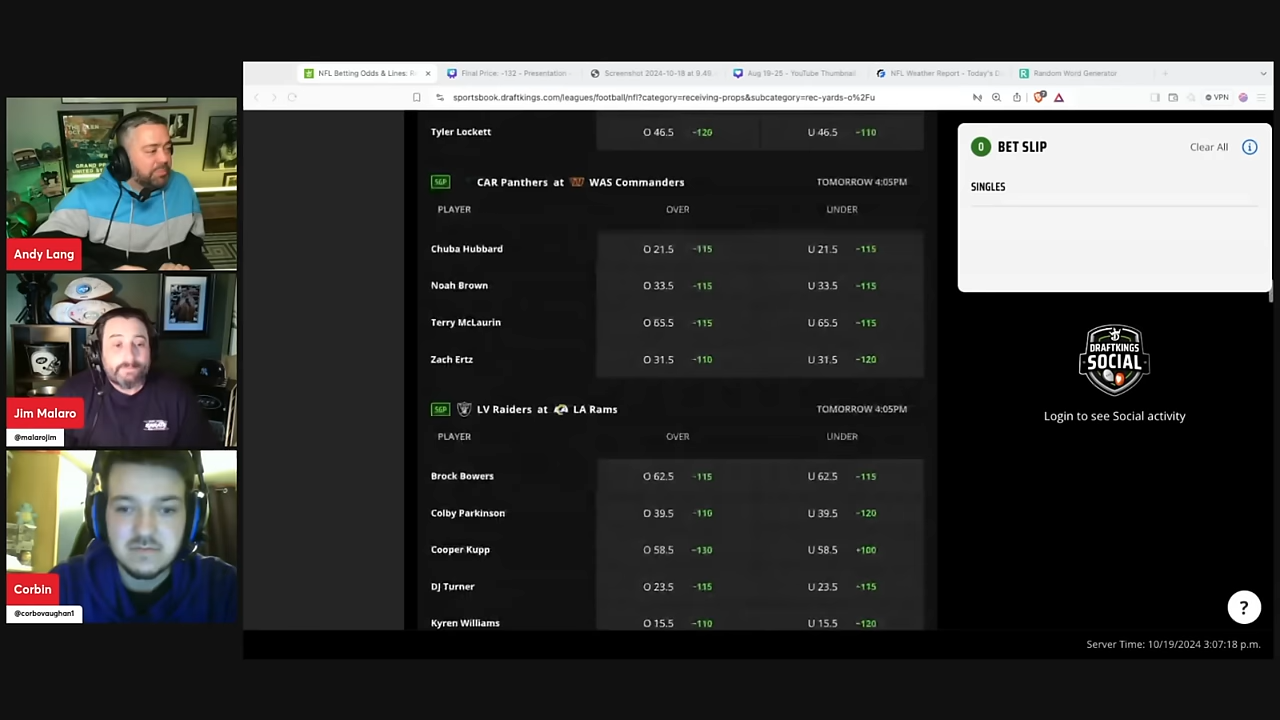 NFL Betting Odds & Lines: R
Final Price: -132 - Presentation
Screenshot 2024-10-18 at 9.49
Aug 19-25 - YouTube Thumbnail
NFL Weather Report - Today's D
Random Word Generator
sportsbook.draftkings.com/leagues/football/nfl?category=receiving-props&subcategory=rec-yards-o%2Fu
VPN
Tyler Lockett O 46.5 -120 U 46.5 -110
SGP CAR Panthers at WAS Commanders TOMORROW 4:05PM
PLAYER OVER UNDER
Chuba Hubbard O 21.5 -115 U 21.5 -115
Noah Brown O 33.5 -115 U 33.5 -115
Terry McLaurin O 65.5 -115 U 65.5 -115
Zach Ertz O 31.5 -110 U 31.5 -120
SGP LV Raiders at LA Rams TOMORROW 4:05PM
PLAYER OVER UNDER
Brock Bowers O 62.5 -115 U 62.5 -115
Colby Parkinson O 39.5 -110 U 39.5 -120
Cooper Kupp O 58.5 -130 U 58.5 +100
DJ Turner O 23.5 -115 U 23.5 -115
Kyren Williams O 15.5 -110 U 15.5 -120
0 BET SLIP Clear All
SINGLES
DRAFTKINGS
SOCIAL
Login to see Social activity
?
Server Time: 10/19/2024 3:07:18 p.m.
GRAND PRIX
UNITED ST
Andy Lang
Jim Malaro
@malarojim
Corbin
@corbovaughan1